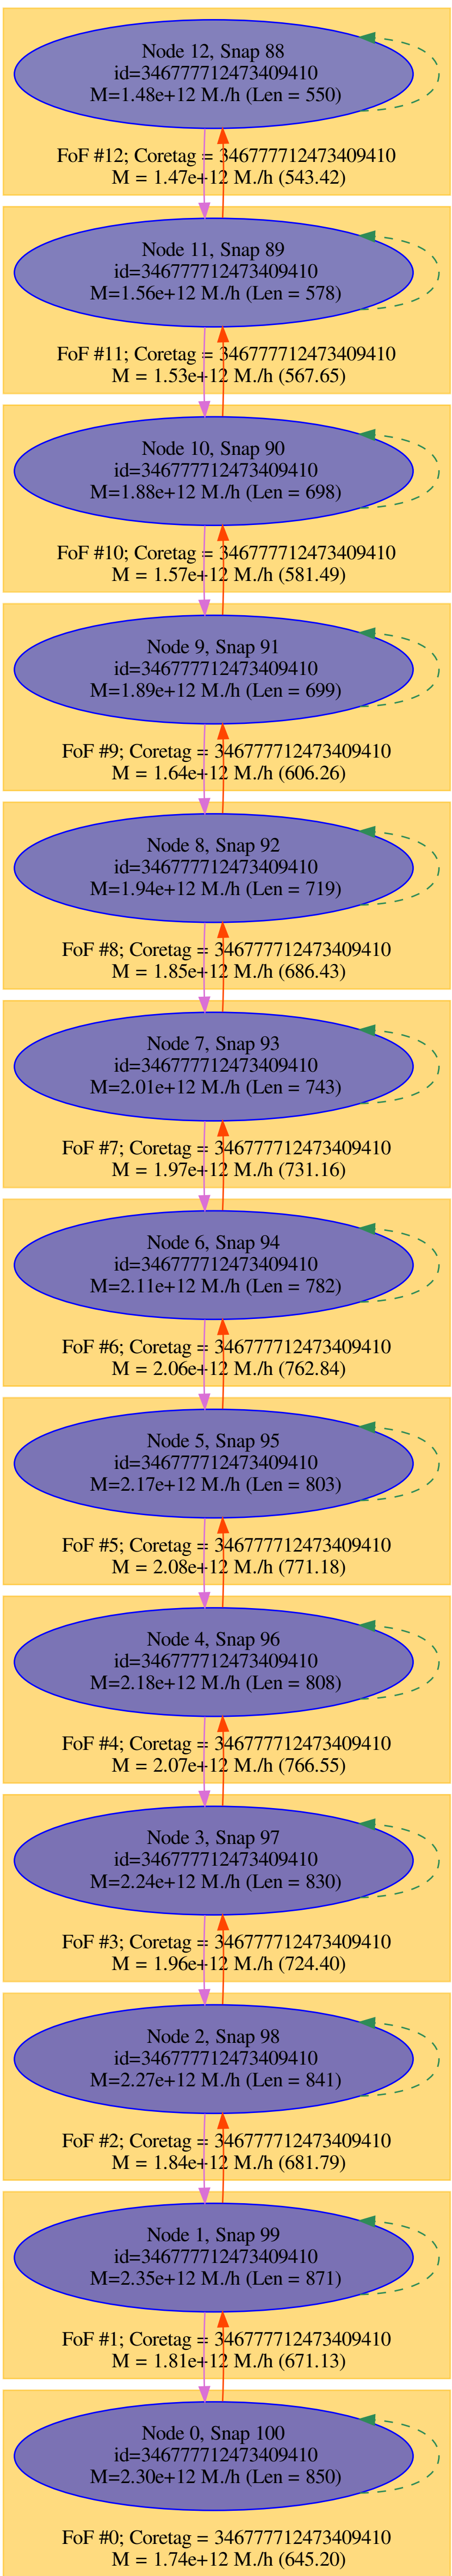 Node 12, Snap 88
id=346777712473409410
M=1.48e+12 M./h (Len = 550)
FoF #12; Coretag = 346777712473409410
M = 1.47e+12 M./h (543.42)
Node 11, Snap 89
id=346777712473409410
M=1.56e+12 M./h (Len = 578)
FoF #11; Coretag = 346777712473409410
M = 1.53e+12 M./h (567.65)
Node 10, Snap 90
id=346777712473409410
M=1.88e+12 M./h (Len = 698)
FoF #10; Coretag = 346777712473409410
M = 1.57e+12 M./h (581.49)
Node 9, Snap 91
id=346777712473409410
M=1.89e+12 M./h (Len = 699)
FoF #9; Coretag = 346777712473409410
M = 1.64e+12 M./h (606.26)
Node 8, Snap 92
id=346777712473409410
M=1.94e+12 M./h (Len = 719)
FoF #8; Coretag = 346777712473409410
M = 1.85e+12 M./h (686.43)
Node 7, Snap 93
id=346777712473409410
M=2.01e+12 M./h (Len = 743)
FoF #7; Coretag = 346777712473409410
M = 1.97e+12 M./h (731.16)
Node 6, Snap 94
id=346777712473409410
M=2.11e+12 M./h (Len = 782)
FoF #6; Coretag = 346777712473409410
M = 2.06e+12 M./h (762.84)
Node 5, Snap 95
id=346777712473409410
M=2.17e+12 M./h (Len = 803)
FoF #5; Coretag = 346777712473409410
M = 2.08e+12 M./h (771.18)
Node 4, Snap 96
id=346777712473409410
M=2.18e+12 M./h (Len = 808)
FoF #4; Coretag = 346777712473409410
M = 2.07e+12 M./h (766.55)
Node 3, Snap 97
id=346777712473409410
M=2.24e+12 M./h (Len = 830)
FoF #3; Coretag = 346777712473409410
M = 1.96e+12 M./h (724.40)
Node 2, Snap 98
id=346777712473409410
M=2.27e+12 M./h (Len = 841)
FoF #2; Coretag = 346777712473409410
M = 1.84e+12 M./h (681.79)
Node 1, Snap 99
id=346777712473409410
M=2.35e+12 M./h (Len = 871)
FoF #1; Coretag = 346777712473409410
M = 1.81e+12 M./h (671.13)
Node 0, Snap 100
id=346777712473409410
M=2.30e+12 M./h (Len = 850)
FoF #0; Coretag = 346777712473409410
M = 1.74e+12 M./h (645.20)